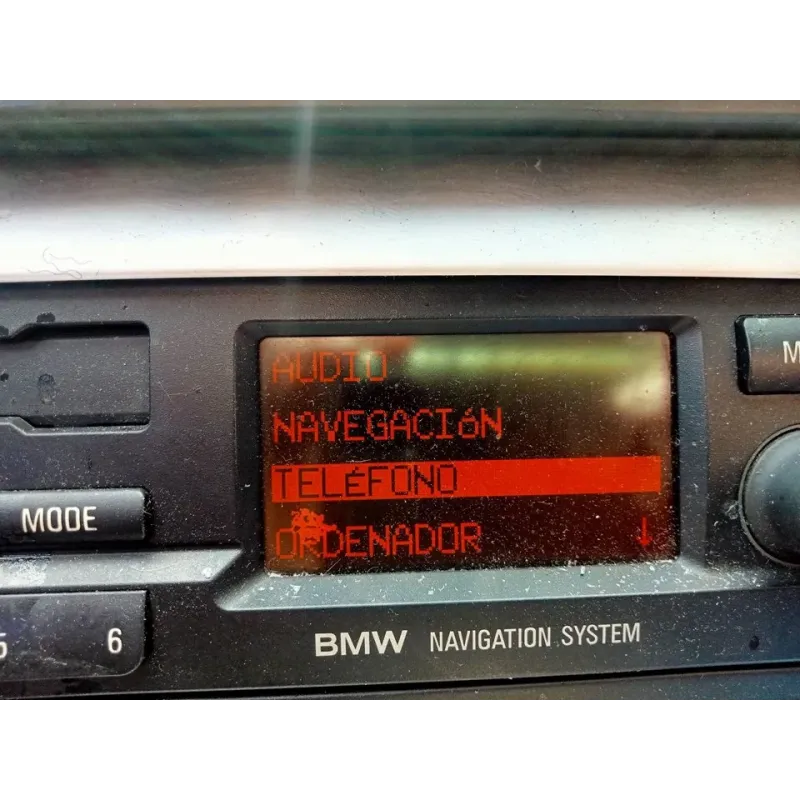 AUDIO
NAVEGACIÓN
TELÉFONO
ORDENADOR ↓
MODE
M
5 6
BMW NAVIGATION SYSTEM